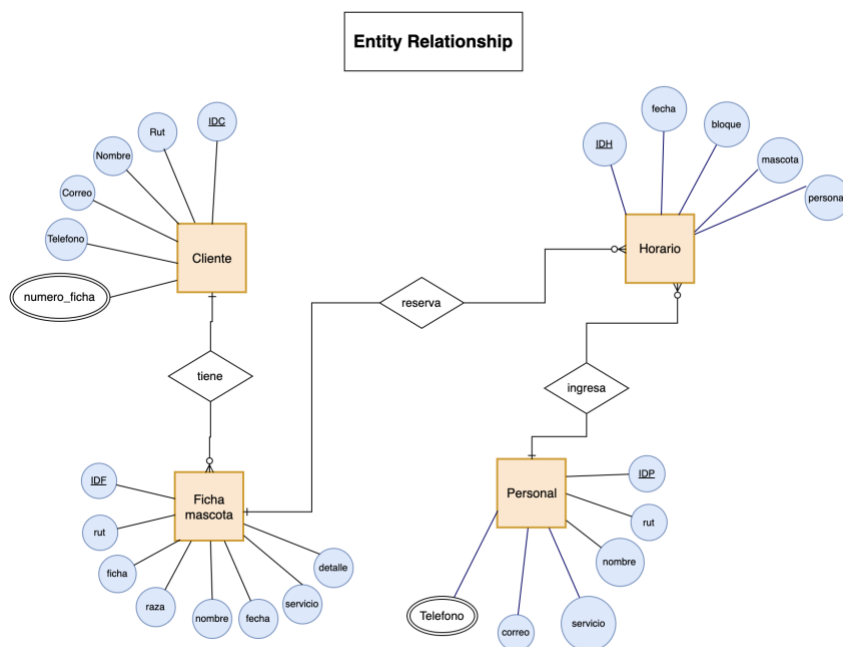 Entity Relationship
IDC
Rut
Nombre
Correo
Telefono
numero_ficha
Cliente
fecha
bloque
IDH
mascota
persona
Horario
reserva
tiene
ingresa
IDF
rut
ficha
raza
nombre
fecha
servicio
detalle
Ficha
mascota
Personal
IDP
rut
nombre
servicio
correo
Telefono